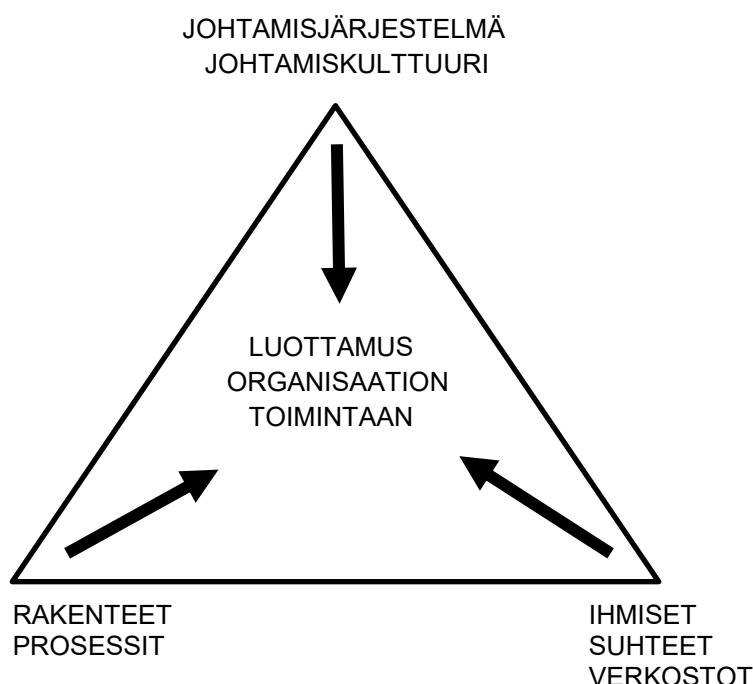 JOHTAMISJÄRJESTELMÄ
JOHTAMISKULTTUURI
LUOTTAMUS
ORGANISAATION
TOIMINTAAN
RAKENTEET
PROSESSIT
IHMISET
SUHTEET
VERKOSTOT